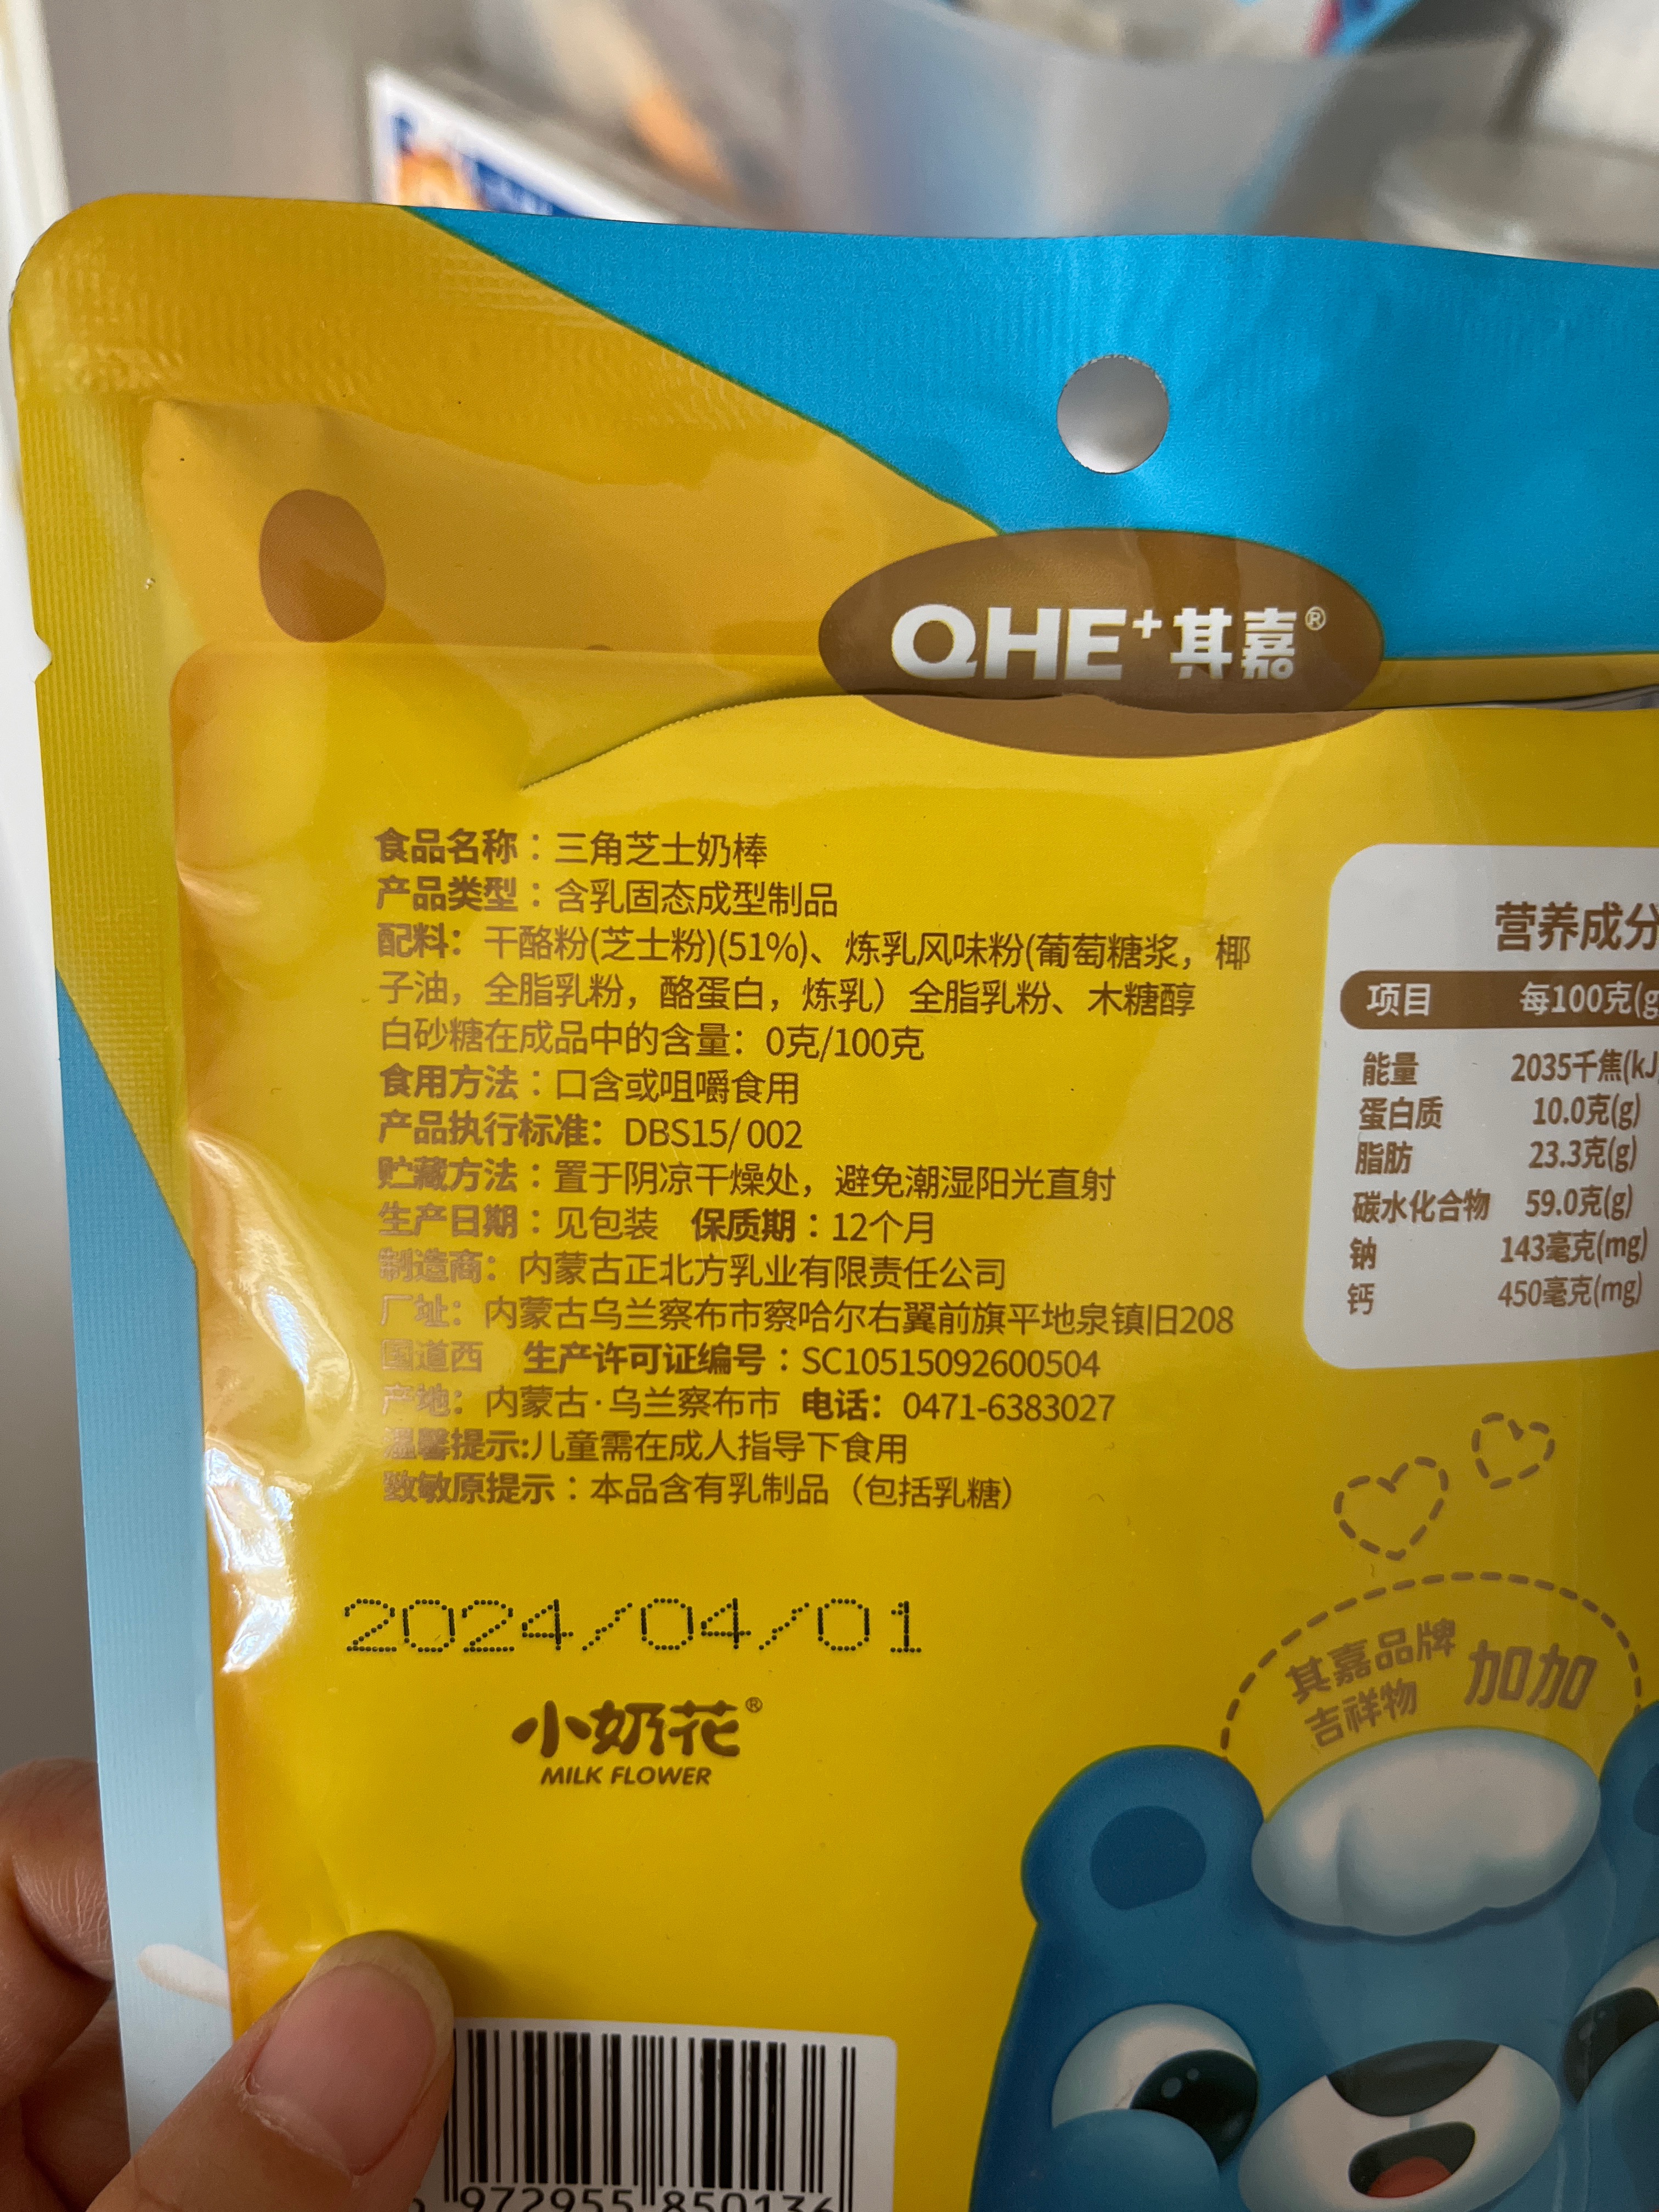 QHE⁺其嘉®
食品名称：三角芝士奶棒
产品类型：含乳固态成型制品
配料：干酪粉(芝士粉)(51%)、炼乳风味粉(葡萄糖浆，椰
子油，全脂乳粉，酪蛋白，炼乳）全脂乳粉、木糖醇
白砂糖在成品中的含量：0克/100克
食用方法：口含或咀嚼食用
产品执行标准：DBS15/002
贮藏方法：置于阴凉干燥处，避免潮湿阳光直射
生产日期：见包装 保质期：12个月
制造商：内蒙古正北方乳业有限责任公司
厂址：内蒙古乌兰察布市察哈尔右翼前旗平地泉镇旧208
国道西 生产许可证编号：SC10515092600504
产地：内蒙古·乌兰察布市 电话：0471-6383027
温馨提示:儿童需在成人指导下食用
致敏原提示：本品含有乳制品（包括乳糖）
2024/04/01
小奶花®
MILK FLOWER
营养成分
项目 每100克(g
能量 2035千焦(kJ
蛋白质 10.0克(g)
脂肪 23.3克(g)
碳水化合物 59.0克(g)
钠 143毫克(mg)
钙 450毫克(mg)
其嘉品牌
吉祥物 加加
972955 850136